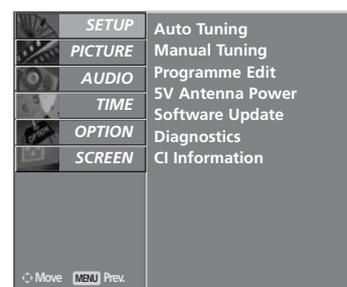 SETUP
PICTURE
AUDIO
TIME
OPTION
SCREEN
Auto Tuning
Manual Tuning
Programme Edit
5V Antenna Power
Software Update
Diagnostics
CI Information
Move MENU Prev.